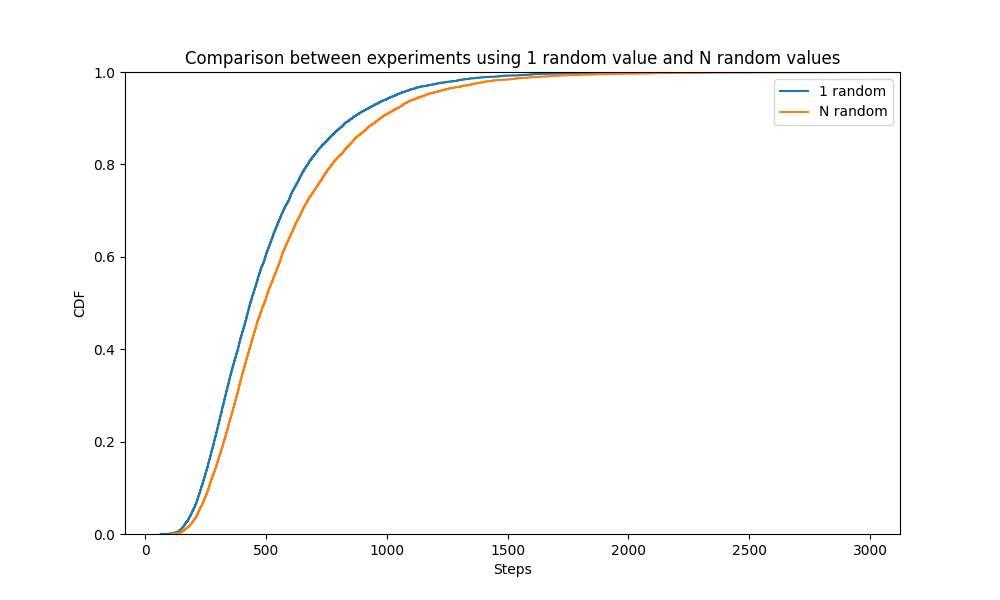 Comparison between experiments using 1 random value and N random values
1.0
0.8
0.6
0.4
0.2
0.0
CDF
1 random
N random
0
500
1000
1500
2000
2500
3000
Steps